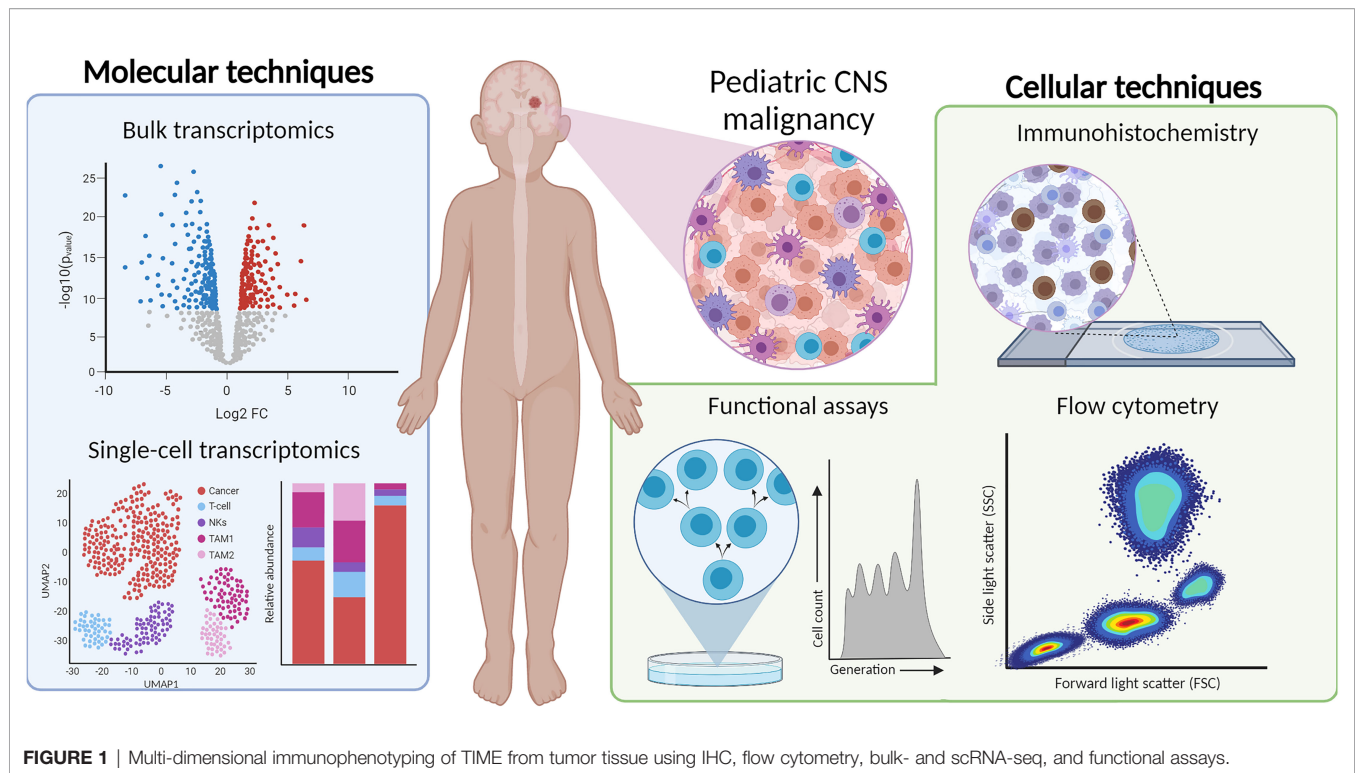 Molecular techniques
Bulk transcriptomics
-log10(pvalue)
25
20
15
10
5
0
-10
-5
0
5
10
Log2 FC
Single-cell transcriptomics
UMAP2
20
10
0
-10
-20
-30
-30
-20
-10
0
10
20
30
UMAP1
Cancer
T-cell
NKs
TAM1
TAM2
Relative abundance
Pediatric CNS
malignancy
Cellular techniques
Immunohistochemistry
Functional assays
Cell count
Generation
Flow cytometry
Side light scatter (SSC)
Forward light scatter (FSC)
FIGURE 1 | Multi-dimensional immunophenotyping of TIME from tumor tissue using IHC, flow cytometry, bulk- and scRNA-seq, and functional assays.